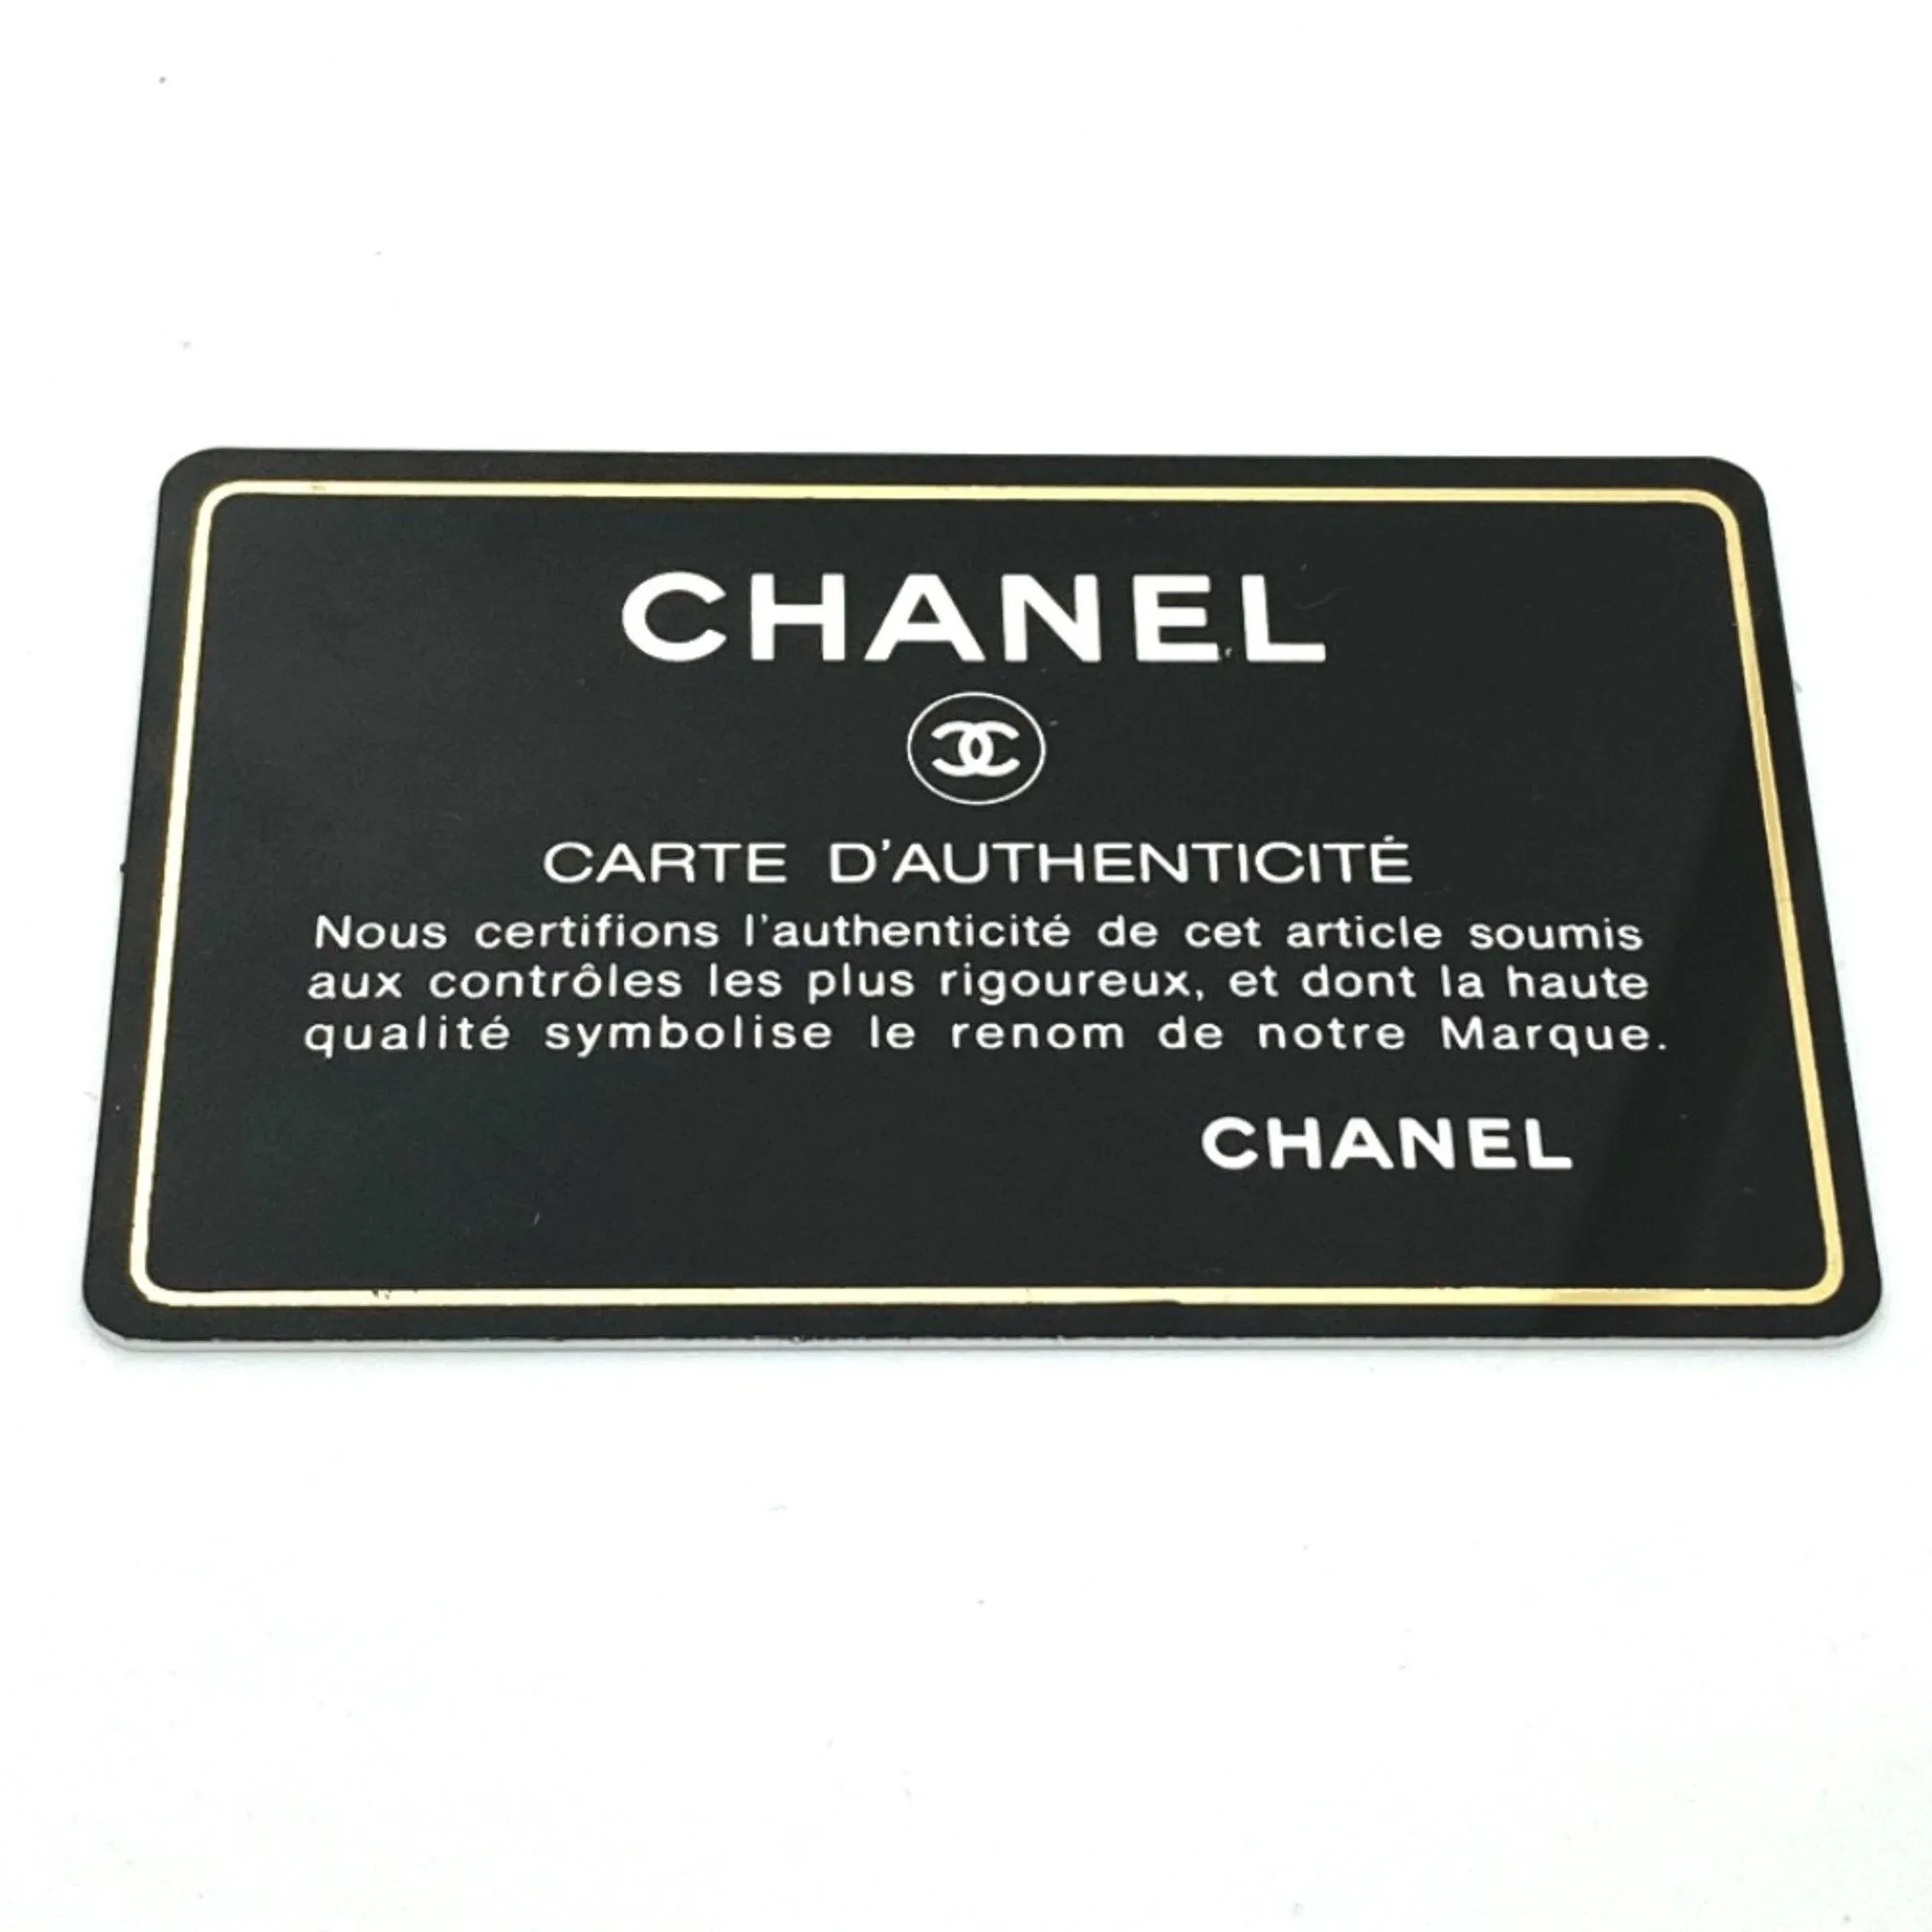 CHANEL
CARTE D'AUTHENTICITÉ
Nous certifions l'authenticité de cet article soumis
aux contrôles les plus rigoureux, et dont la haute
qualité symbolise le renom de notre Marque.
CHANEL